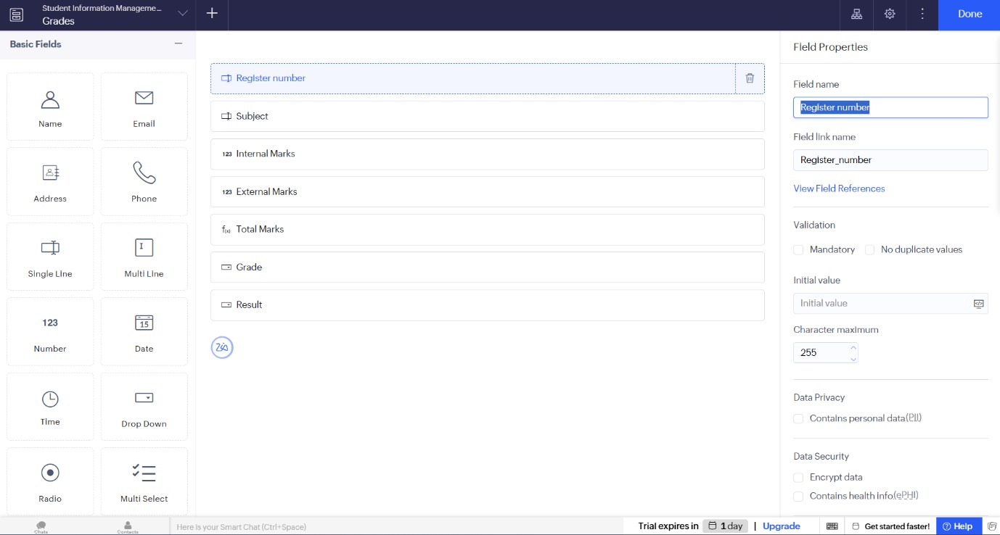 Student Information Manageme...
Grades
Done
Basic Fields
Name
Email
Address
Phone
Single Line
Multi Line
123
Number
15
Date
Time
Drop Down
Radio
Multi Select
Register number
Subject
123 Internal Marks
123 External Marks
f(x) Total Marks
Grade
Result
Zia
Field Properties
Field name
Register number
Field link name
Register_number
View Field References
Validation
Mandatory
No duplicate values
Initial value
Initial value
Character maximum
255
Data Privacy
Contains personal data(PII)
Data Security
Encrypt data
Contains health info(ePHI)
Chats
Contacts
Here is your Smart Chat (Ctrl+Space)
Trial expires in 1 day | Upgrade
Get started faster!
Help